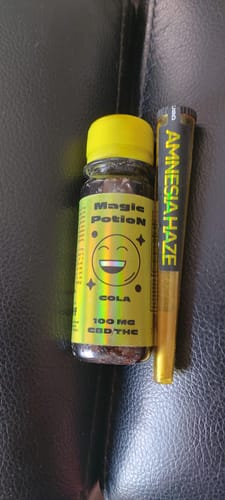 Magic
PotioN
COLA
100 MG
CBD/THC
AMNESIA HAZE